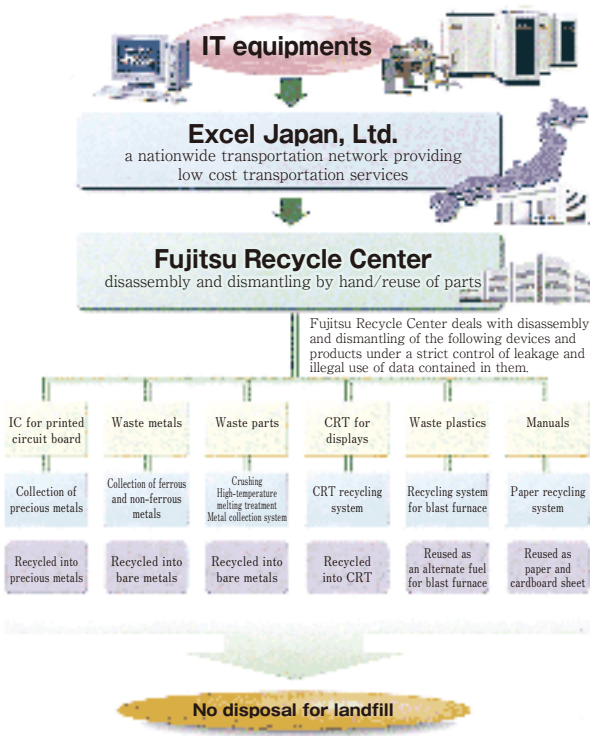 IT equipments
Excel Japan, Ltd.
a nationwide transportation network providing
low cost transportation services
Fujitsu Recycle Center
disassembly and dismantling by hand/reuse of parts
Fujitsu Recycle Center deals with disassembly
and dismantling of the following devices and
products under a strict control of leakage and
illegal use of data contained in them.
IC for printed
circuit board
Waste metals
Waste parts
CRT for
displays
Waste plastics
Manuals
Collection of
precious metals
Collection of ferrous
and non-ferrous
metals
Crushing
High-temperature
melting treatment
Metal collection system
CRT recycling
system
Recycling system
for blast furnace
Paper recycling
system
Recycled into
precious metals
Recycled into
bare metals
Recycled into
bare metals
Recycled
into CRT
Reused as
an alternate fuel
for blast furnace
Reused as
paper and
cardboard sheet
No disposal for landfill